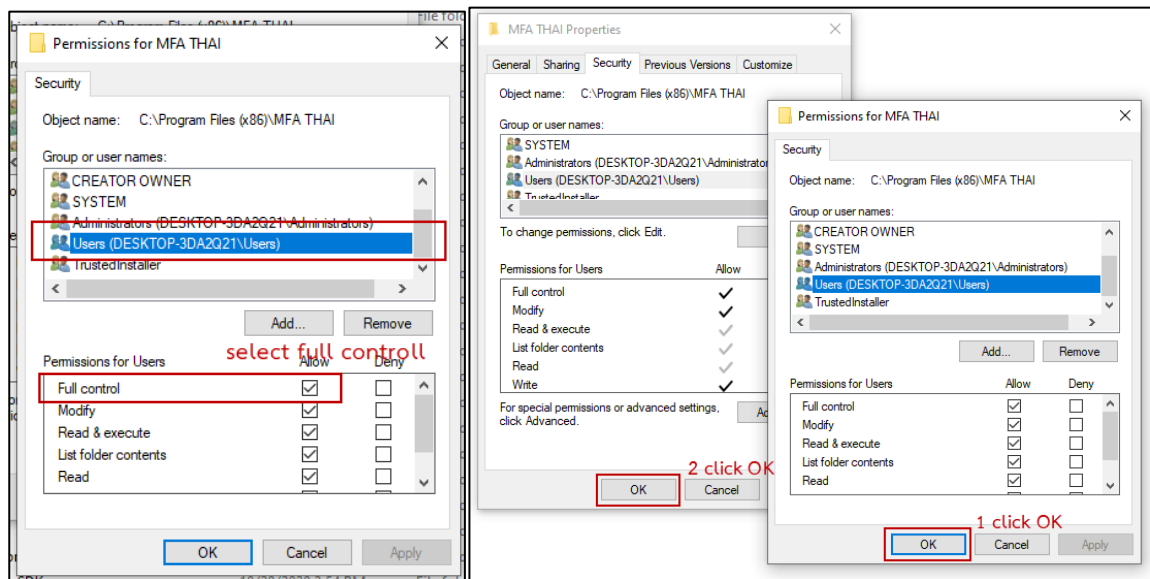 File fold
Permissions for MFA THAI
Security
Object name: C:\Program Files (x86)\MFA THAI
Group or user names:
CREATOR OWNER
SYSTEM
Administrators (DESKTOP-3DA2Q21\Administrators)
Users (DESKTOP-3DA2Q21\Users)
TrustedInstaller
Add...
Remove
select full controll
Permissions for Users
Allow
Deny
Full control
Modify
Read & execute
List folder contents
Read
OK
Cancel
Apply
MFA THAI Properties
General
Sharing
Security
Previous Versions
Customize
Object name: C:\Program Files (x86)\MFA THAI
Group or user names:
SYSTEM
Administrators (DESKTOP-3DA2Q21\Administrator
Users (DESKTOP-3DA2Q21\Users)
TrustedInstaller
To change permissions, click Edit.
Permissions for Users
Allow
Full control
Modify
Read & execute
List folder contents
Read
Write
For special permissions or advanced settings,
click Advanced.
Ad
2 click OK
OK
Cancel
Permissions for MFA THAI
Security
Object name: C:\Program Files (x86)\MFA THAI
Group or user names:
CREATOR OWNER
SYSTEM
Administrators (DESKTOP-3DA2Q21\Administrators)
Users (DESKTOP-3DA2Q21\Users)
TrustedInstaller
Add...
Remove
Permissions for Users
Allow
Deny
Full control
Modify
Read & execute
List folder contents
Read
1 click OK
OK
Cancel
Apply